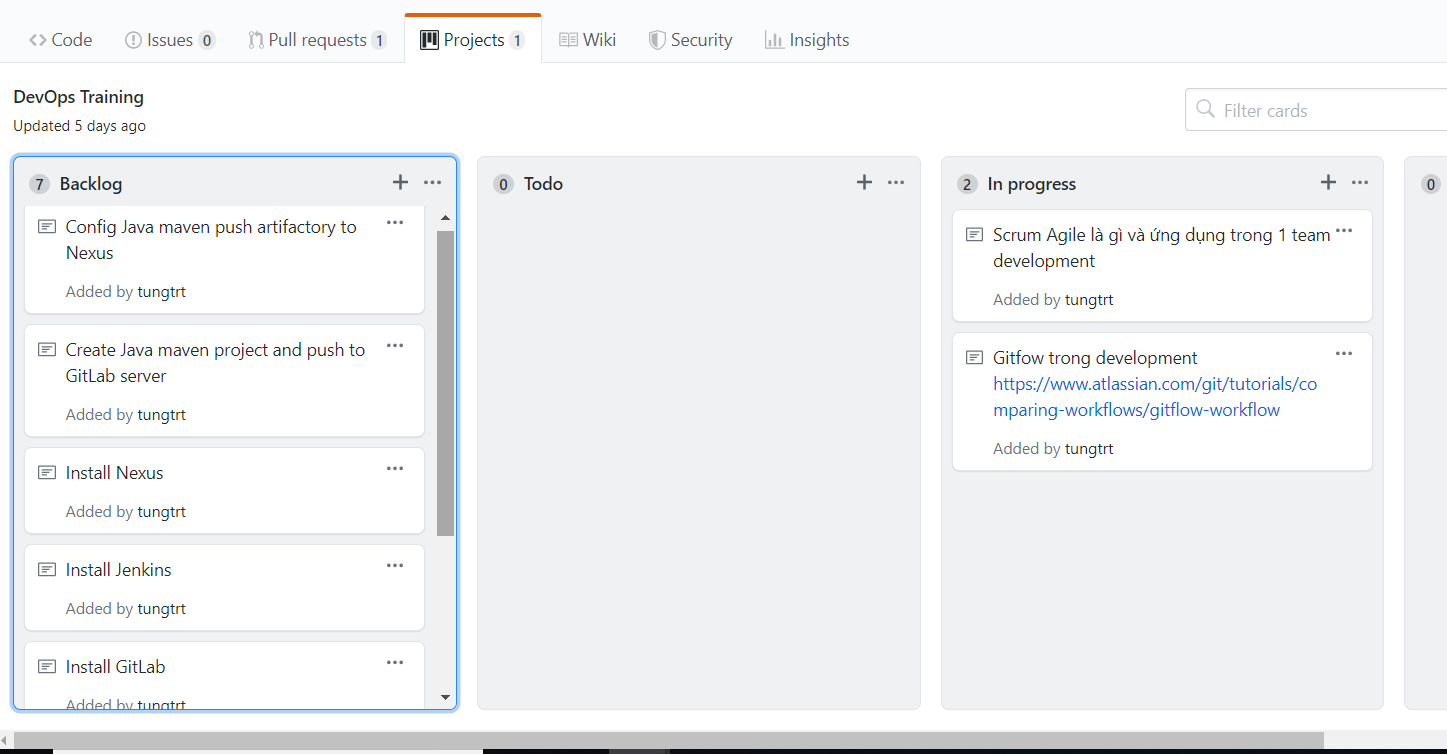 Code Issues 0 Pull requests 1 Projects 1 Wiki Security Insights
DevOps Training
Updated 5 days ago
Filter cards
7 Backlog
Config Java maven push artifactory to
Nexus
Added by tungtrt
Create Java maven project and push to
GitLab server
Added by tungtrt
Install Nexus
Added by tungtrt
Install Jenkins
Added by tungtrt
Install GitLab
Added by tungtrt
0 Todo
2 In progress
Scrum Agile là gì và ứng dụng trong 1 team
development
Added by tungtrt
Gitfow trong development
https://www.atlassian.com/git/tutorials/co
mparing-workflows/gitflow-workflow
Added by tungtrt
0